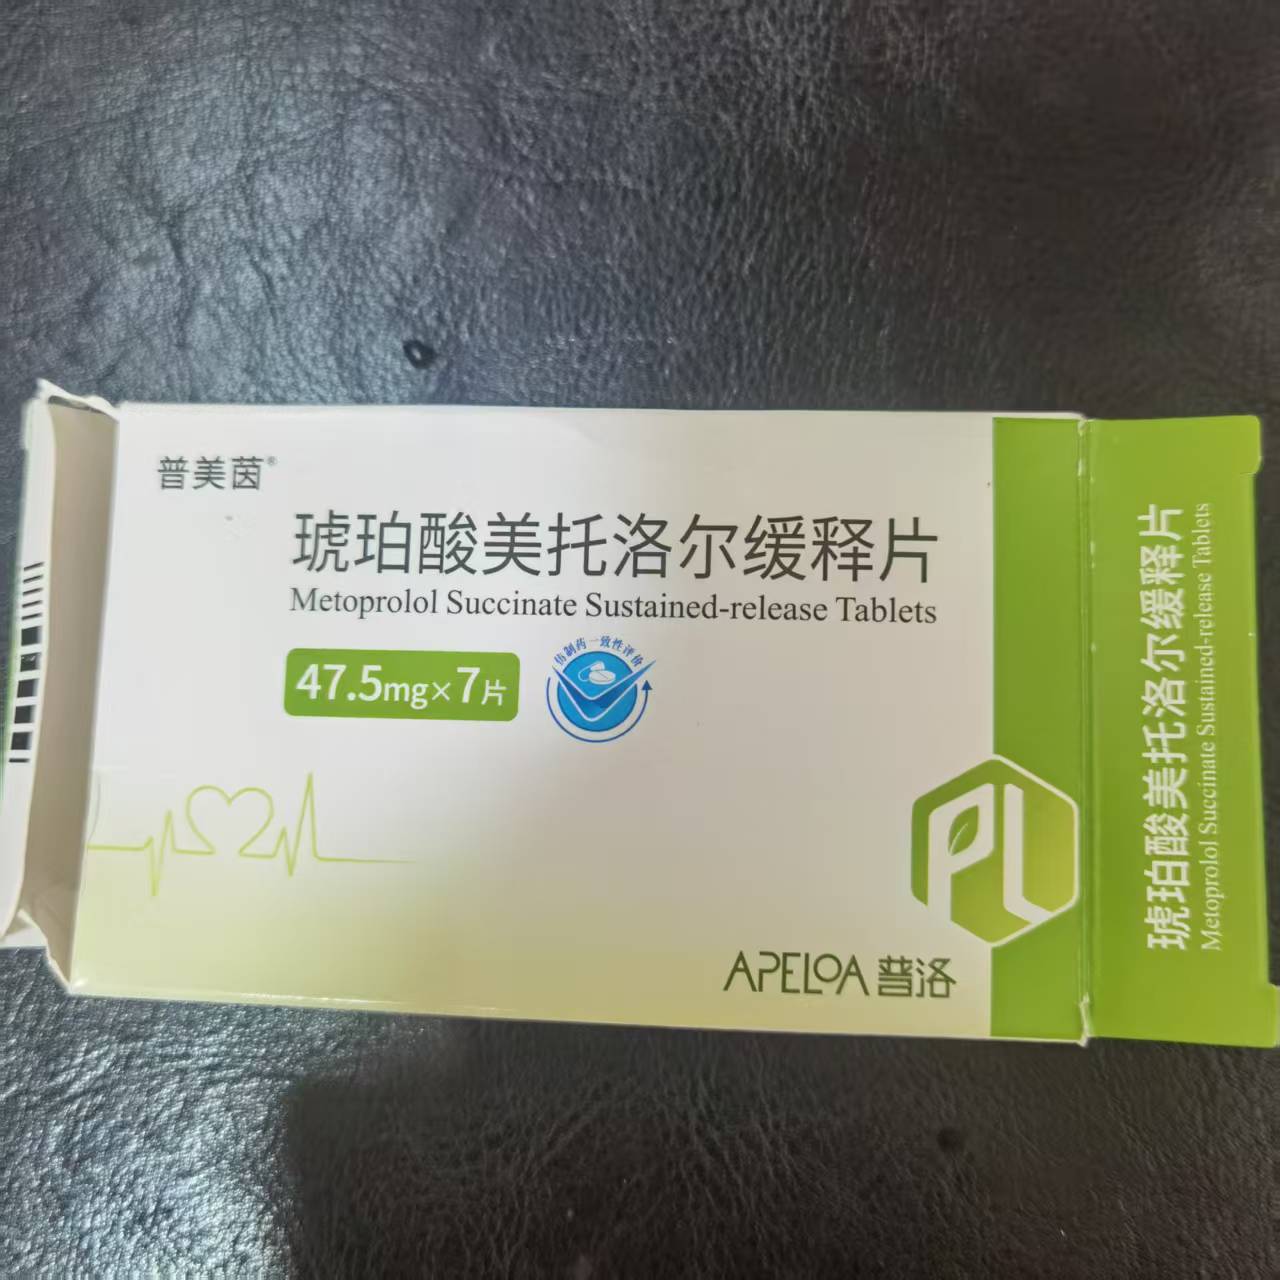 普美茵®
琥珀酸美托洛尔缓释片
Metoprolol Succinate Sustained-release Tablets
47.5mg×7片
仿制药一致性评价
PL
APELOA 普洛
琥珀酸美托洛尔缓释片
Metoprolol Succinate Sustained-release Tablets